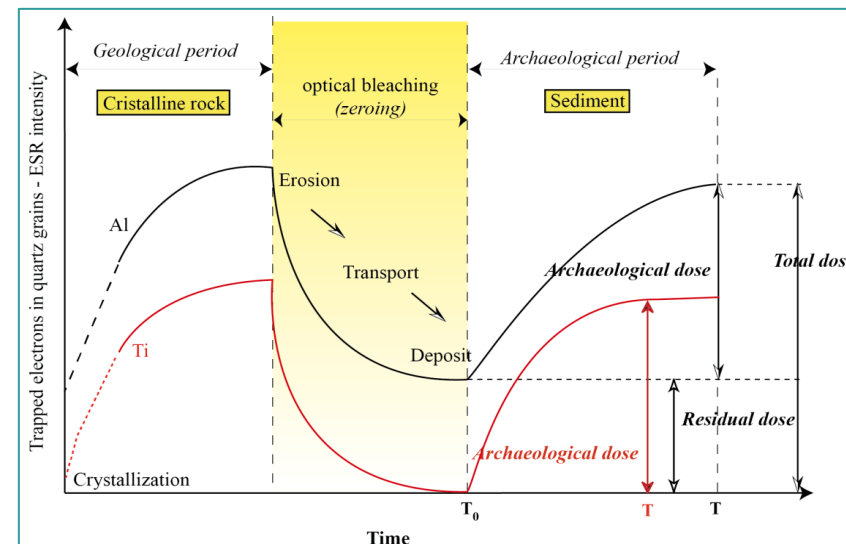 Trapped electrons in quartz grains - ESR intensity
Geological period
Archaeological period
optical bleaching
(zeroing)
Cristalline rock
Sediment
Erosion
Al
Transport
Archaeological dose
Total dos
Ti
Deposit
Residual dose
Archaeological dose
Crystallization
T0
T
T
Time